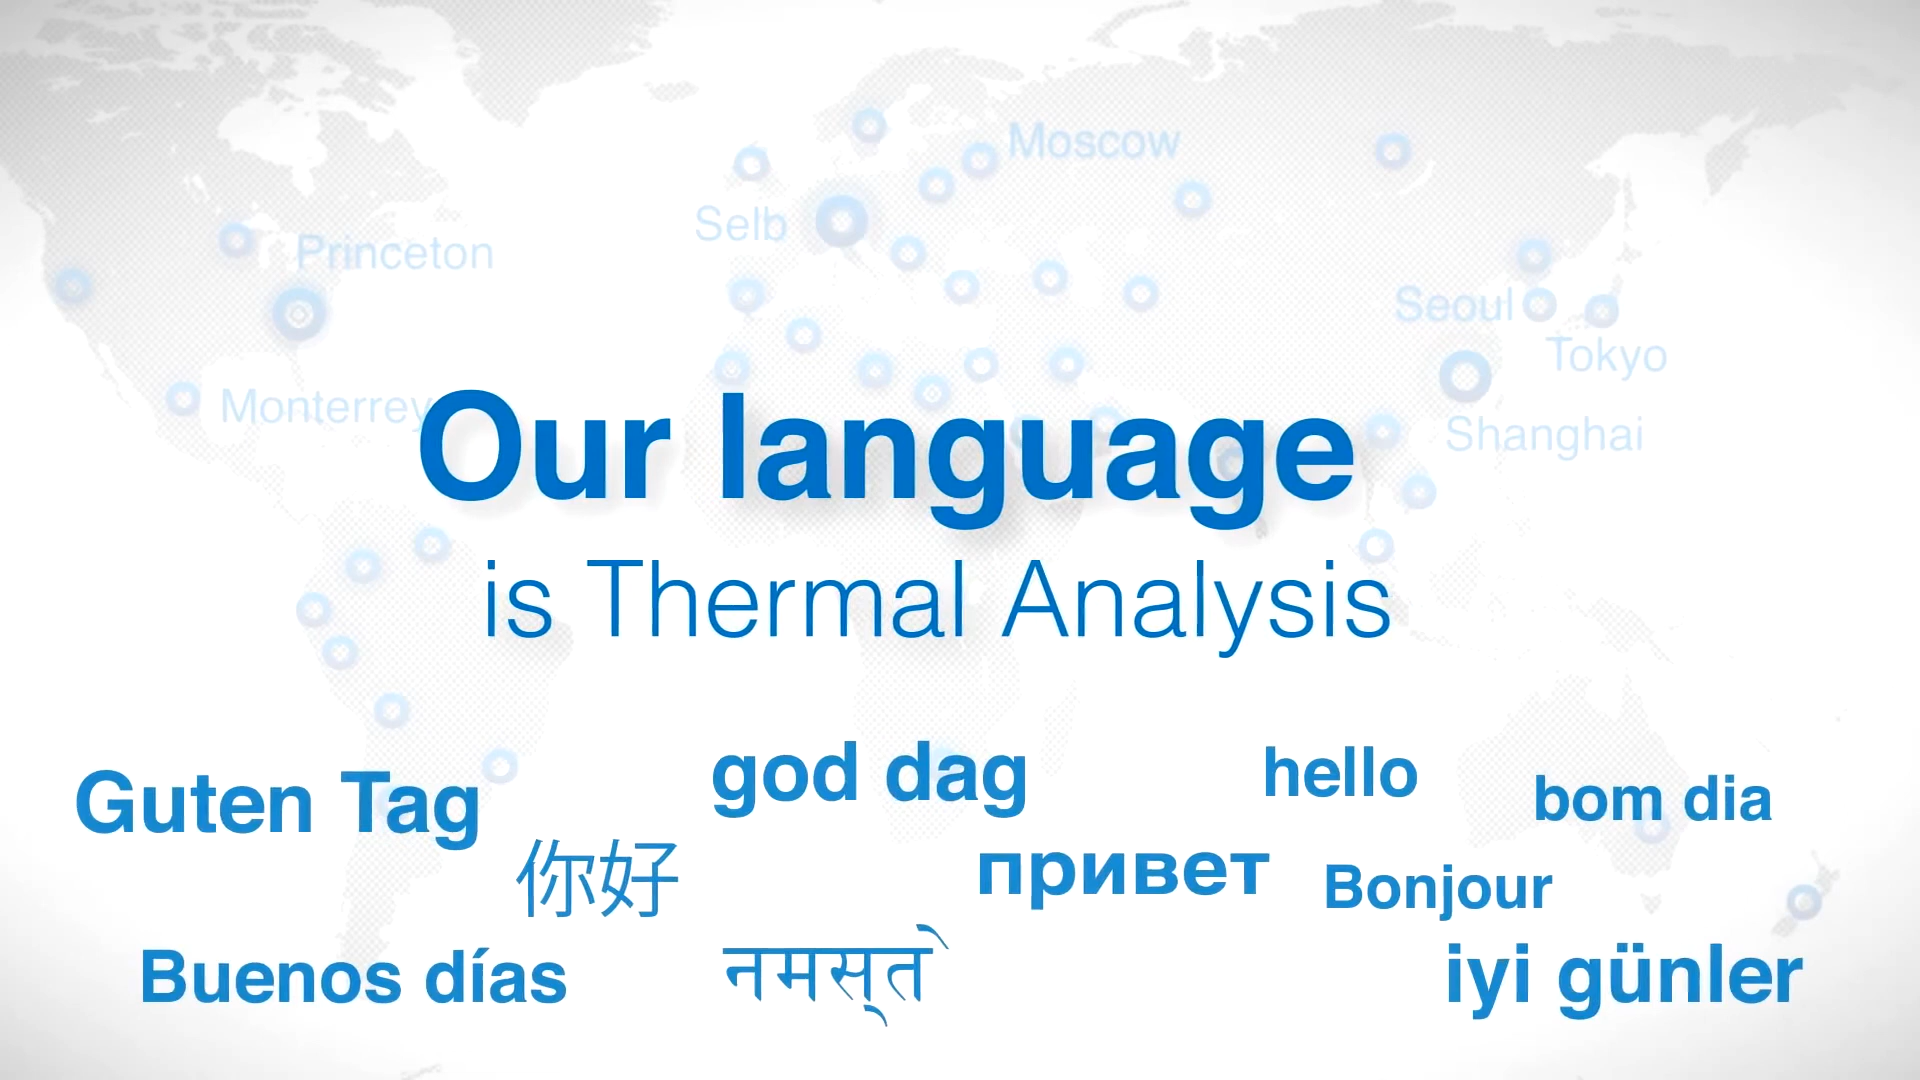 Moscow
Selb
Princeton
Seoul
Tokyo
Monterrey
Shanghai
Our language
is Thermal Analysis
god dag
hello
Guten Tag
bom dia
你好
привет
Bonjour
Buenos días
नमस्ते
iyi günler